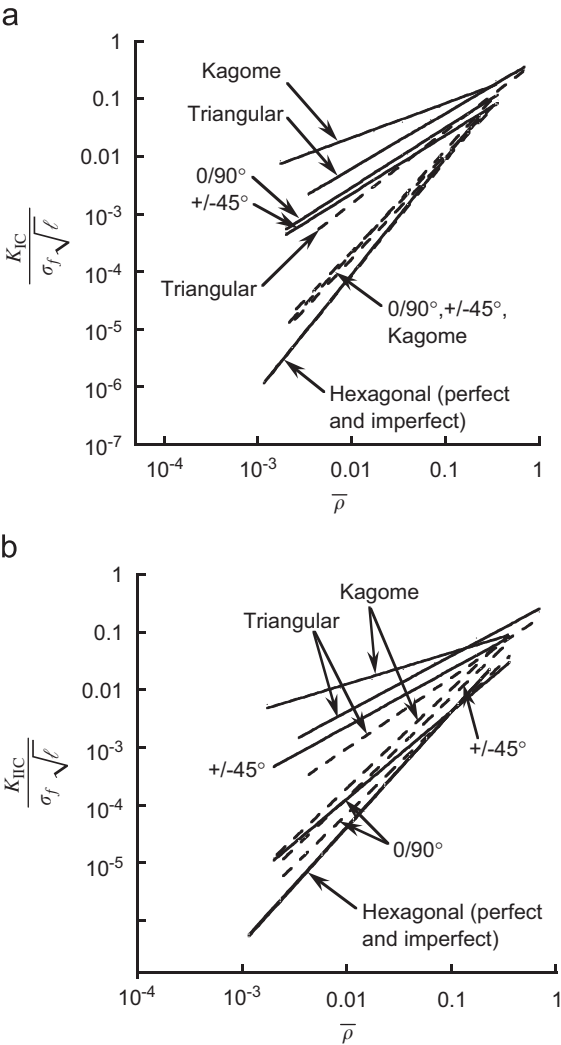 a
1
0.1
0.01
10⁻³
10⁻⁴
10⁻⁵
10⁻⁶
10⁻⁷
K_IC
σ_f √ℓ
Kagome
Triangular
0/90°
+/-45°
Triangular
0/90°,+/-45°,
Kagome
Hexagonal (perfect
and imperfect)
10⁻⁴ 10⁻³ 0.01 0.1 1
ρ̅
b
1
0.1
0.01
10⁻³
10⁻⁴
10⁻⁵
K_IIC
σ_f √ℓ
Kagome
Triangular
+/-45°
+/-45°
0/90°
Hexagonal (perfect
and imperfect)
10⁻⁴ 10⁻³ 0.01 0.1 1
ρ̅